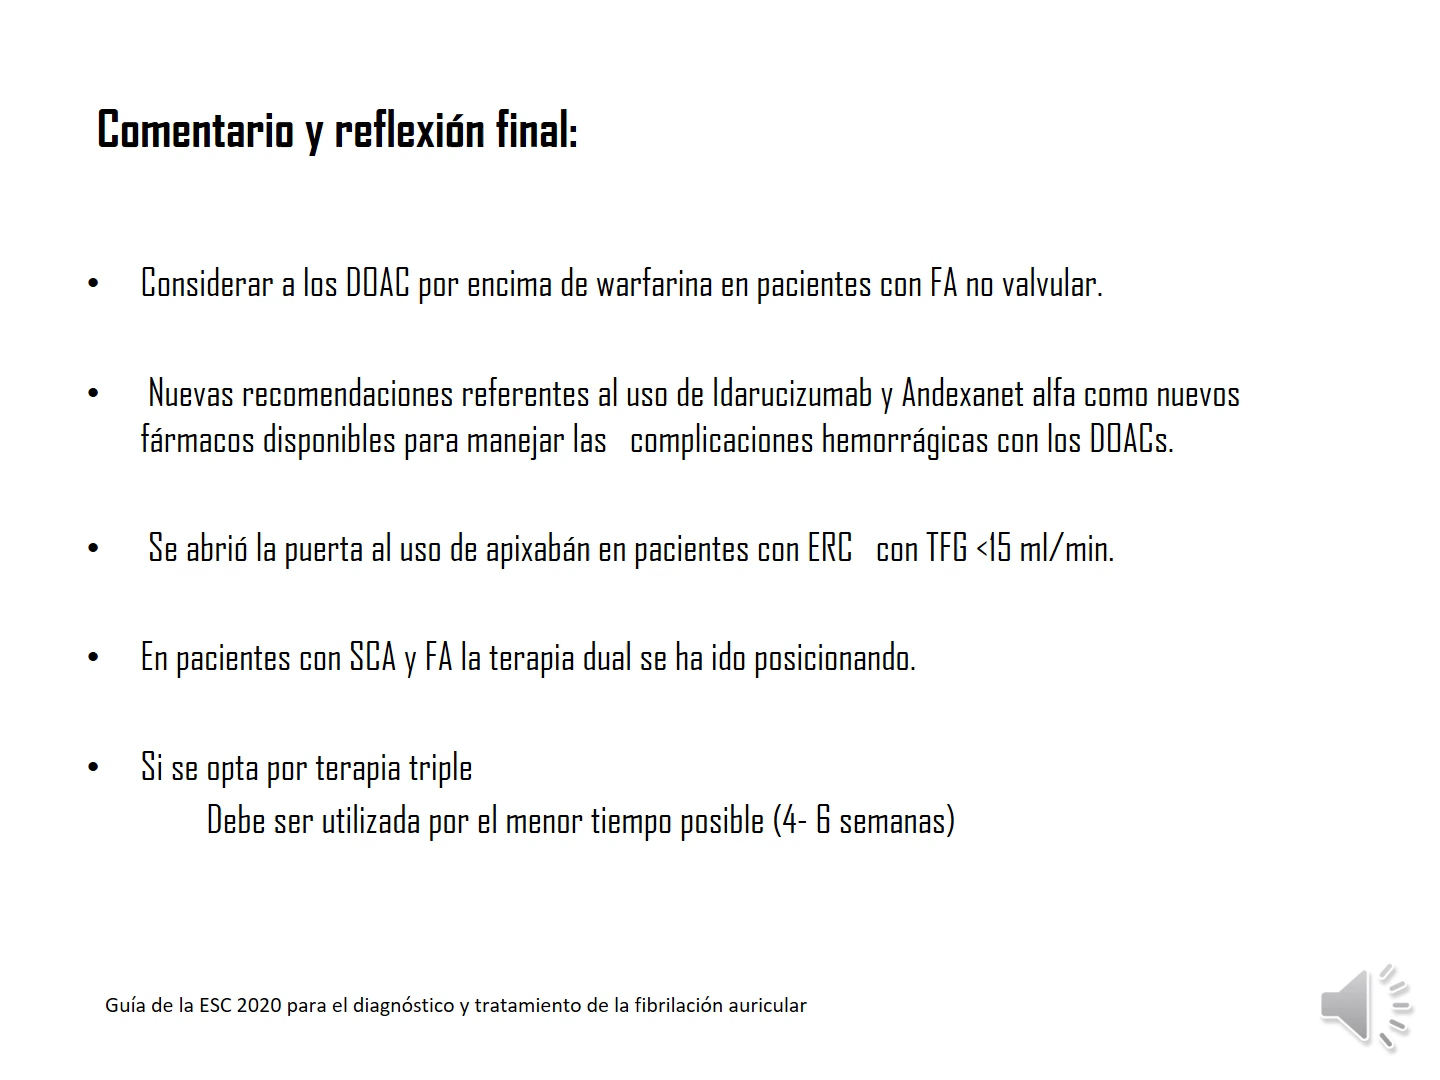 Comentario y reflexión final:
• Considerar a los DOAC por encima de warfarina en pacientes con FA no valvular.
• Nuevas recomendaciones referentes al uso de Idarucizumab y Andexanet alfa como nuevos
fármacos disponibles para manejar las complicaciones hemorrágicas con los DOACs.
• Se abrió la puerta al uso de apixabán en pacientes con ERC con TFG <15 ml/min.
• En pacientes con SCA y FA la terapia dual se ha ido posicionando.
• Si se opta por terapia triple
Debe ser utilizada por el menor tiempo posible (4- 6 semanas)
Guía de la ESC 2020 para el diagnóstico y tratamiento de la fibrilación auricular